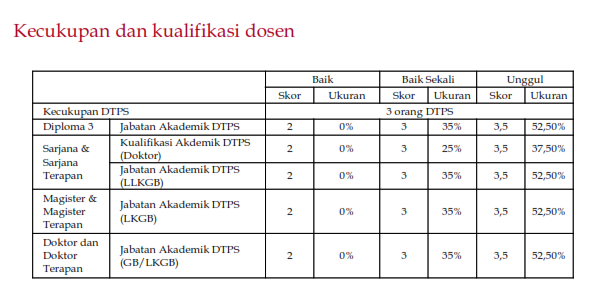 Kecukupan dan kualifikasi dosen
Baik Baik Sekali Unggul
Skor Ukuran Skor Ukuran Skor Ukuran
Kecukupan DTPS 3 orang DTPS
Diploma 3 Jabatan Akademik DTPS 2 0% 3 35% 3,5 52,50%
Sarjana &
Sarjana
Terapan
Kualifikasi Akdemik DTPS
(Doktor)
2 0% 3 25% 3,5 37,50%
Jabatan Akademik DTPS
(LLKGB)
2 0% 3 35% 3,5 52,50%
Magister &
Magister
Terapan
Jabatan Akademik DTPS
(LKGB)
2 0% 3 35% 3,5 52,50%
Doktor dan
Doktor
Terapan
Jabatan Akademik DTPS
(GB/LKGB)
2 0% 3 35% 3,5 52,50%